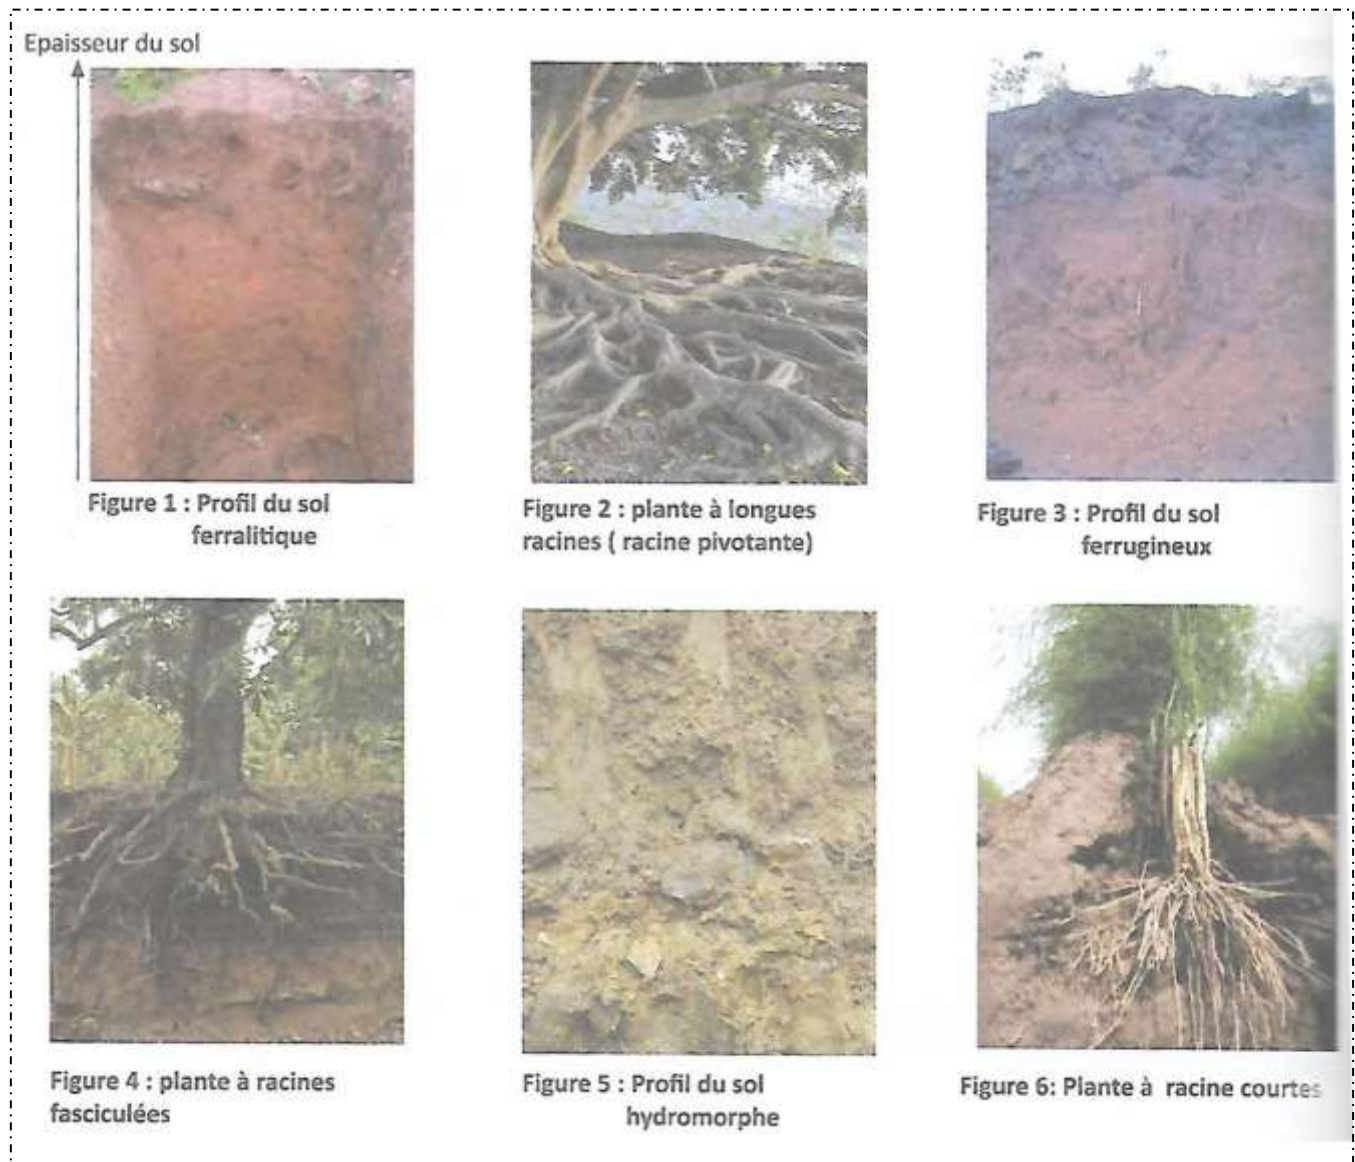 Epaisseur du sol
Figure 1 : Profil du sol
ferralitique
Figure 2 : plante à longues
racines ( racine pivotante)
Figure 3 : Profil du sol
ferrugineux
Figure 4 : plante à racines
fasciculées
Figure 5 : Profil du sol
hydromorphe
Figure 6: Plante à racine courtes